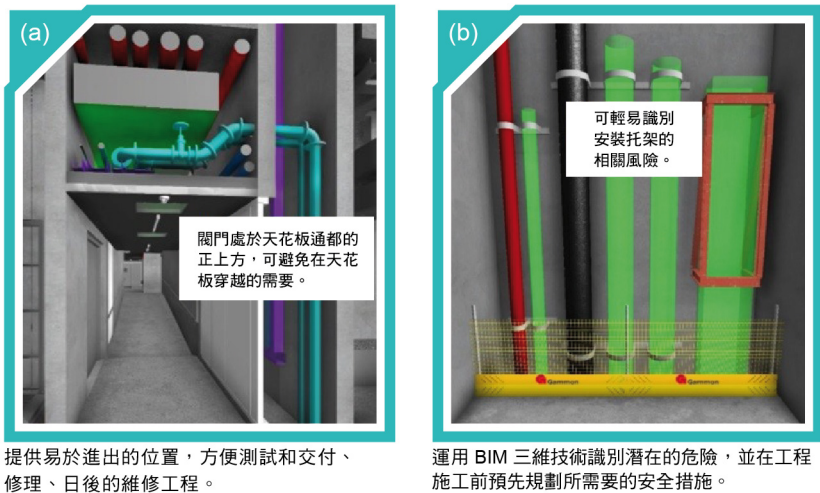 (a)
閥門處於天花板通都的
正上方，可避免在天花
板穿越的需要。
提供易於進出的位置，方便測試和交付、
修理、日後的維修工程。
(b)
可輕易識別
安裝托架的
相關風險。
Gammon
Gammon
運用 BIM 三維技術識別潛在的危險，並在工程
施工前預先規劃所需要的安全措施。